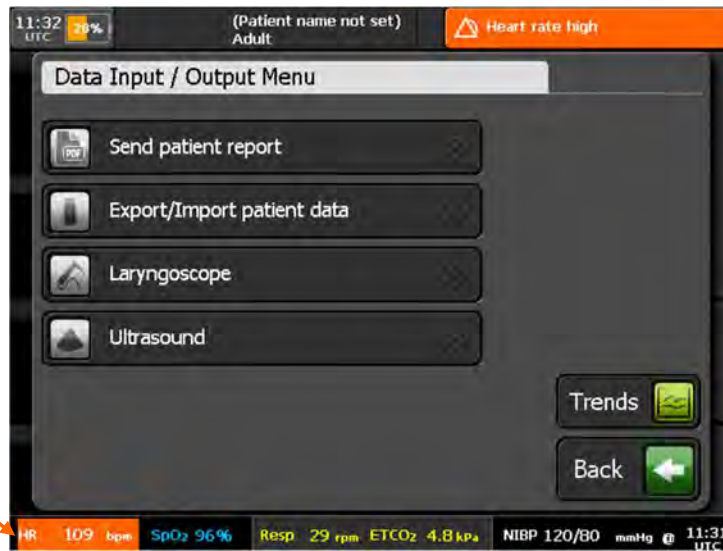 11:32
UTC
28%
(Patient name not set)
Adult
Heart rate high
Data Input / Output Menu
PDF
Send patient report
Export/Import patient data
Laryngoscope
Ultrasound
Trends
Back
HR 109 bpm SpO₂ 96% Resp 29 rpm ETCO₂ 4.8 kPa NIBP 120/80 mmHg @ 11:31
UTC